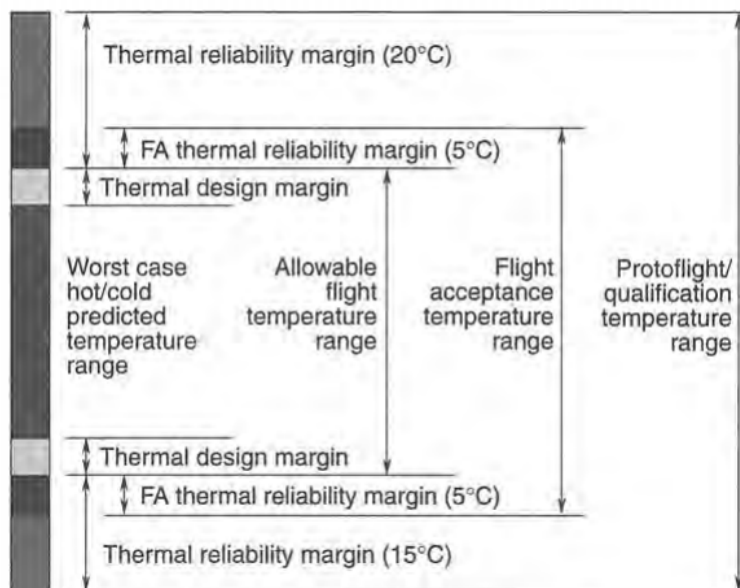 Thermal reliability margin (20°C)
FA thermal reliability margin (5°C)
Thermal design margin
Worst case
hot/cold
predicted
temperature
range
Allowable
flight
temperature
range
Flight
acceptance
temperature
range
Protoflight/
qualification
temperature
range
Thermal design margin
FA thermal reliability margin (5°C)
Thermal reliability margin (15°C)